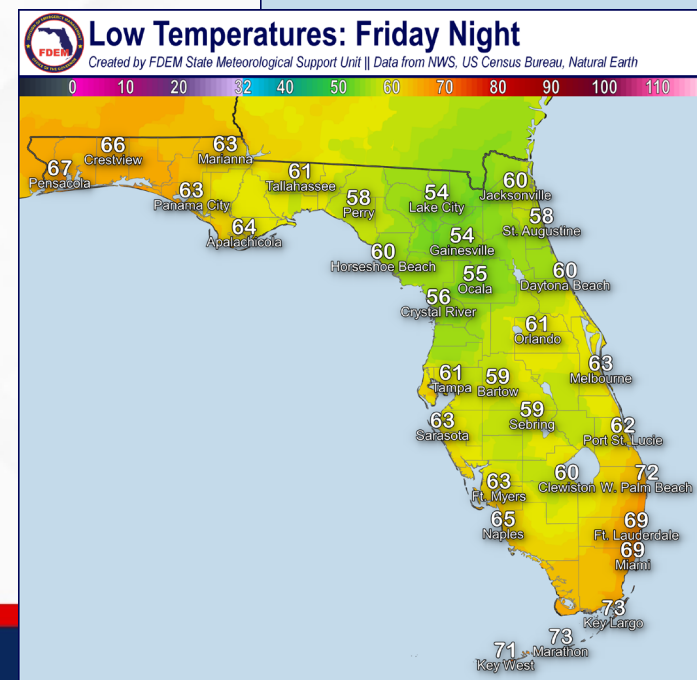 FDEM
Low Temperatures: Friday Night
Created by FDEM State Meteorological Support Unit || Data from NWS, US Census Bureau, Natural Earth
0 10 20 32 40 50 60 70 80 90 100 110
66
Crestview
63
Marianna
67
Pensacola
61
Tallahassee
63
Panama City
60
Jacksonville
54
Lake City
58
Perry
58
St. Augustine
64
Apalachicola
54
Gainesville
60
Horseshoe Beach
55
Ocala
60
Daytona Beach
56
Crystal River
61
Orlando
63
Melbourne
61
Tampa
59
Bartow
59
Sebring
63
Sarasota
62
Port St. Lucie
60
Clewiston
72
W. Palm Beach
63
Ft. Myers
65
Naples
69
Ft. Lauderdale
69
Miami
73
Key Largo
73
Marathon
71
Key West